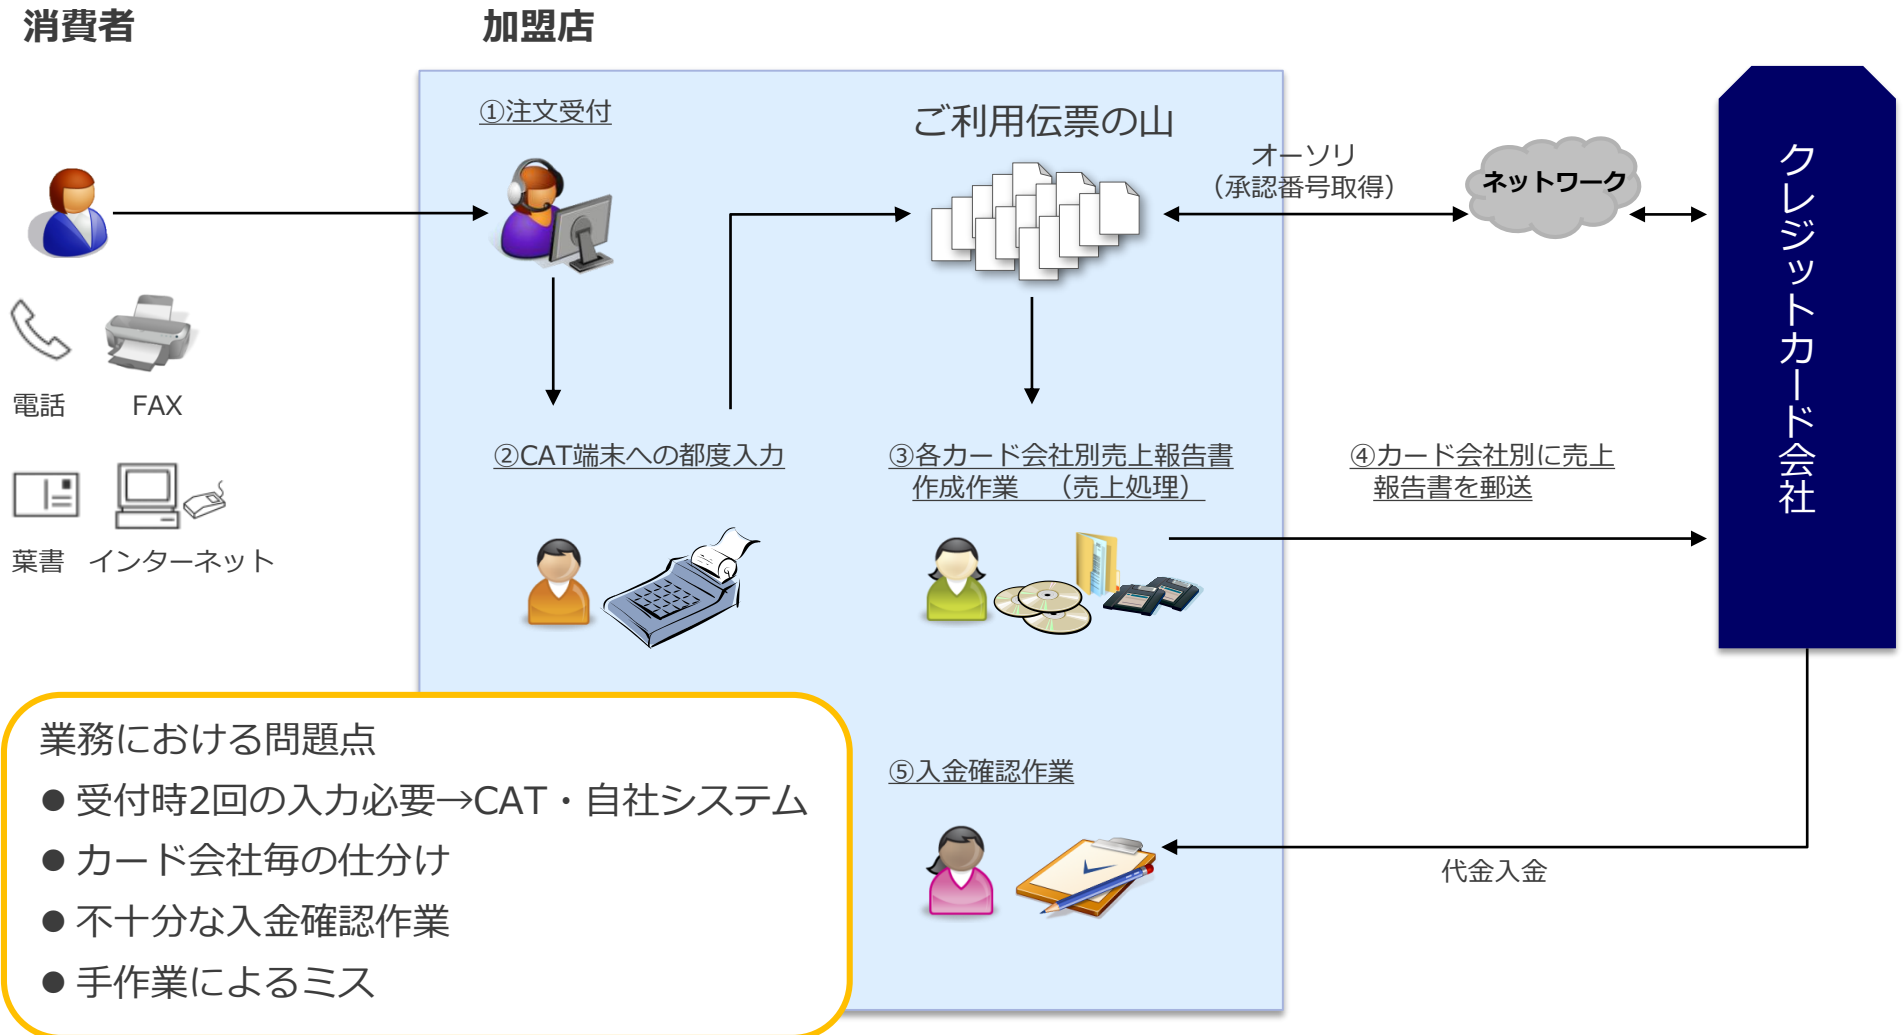 消費者
加盟店
①注文受付
ご利用伝票の山
オーソリ
（承認番号取得）
ネットワーク
クレジットカード会社
電話
FAX
葉書
インターネット
②CAT端末への都度入力
③各カード会社別売上報告書
作成作業　（売上処理）
④カード会社別に売上
報告書を郵送
⑤入金確認作業
代金入金
業務における問題点
● 受付時2回の入力必要→CAT・自社システム
● カード会社毎の仕分け
● 不十分な入金確認作業
● 手作業によるミス